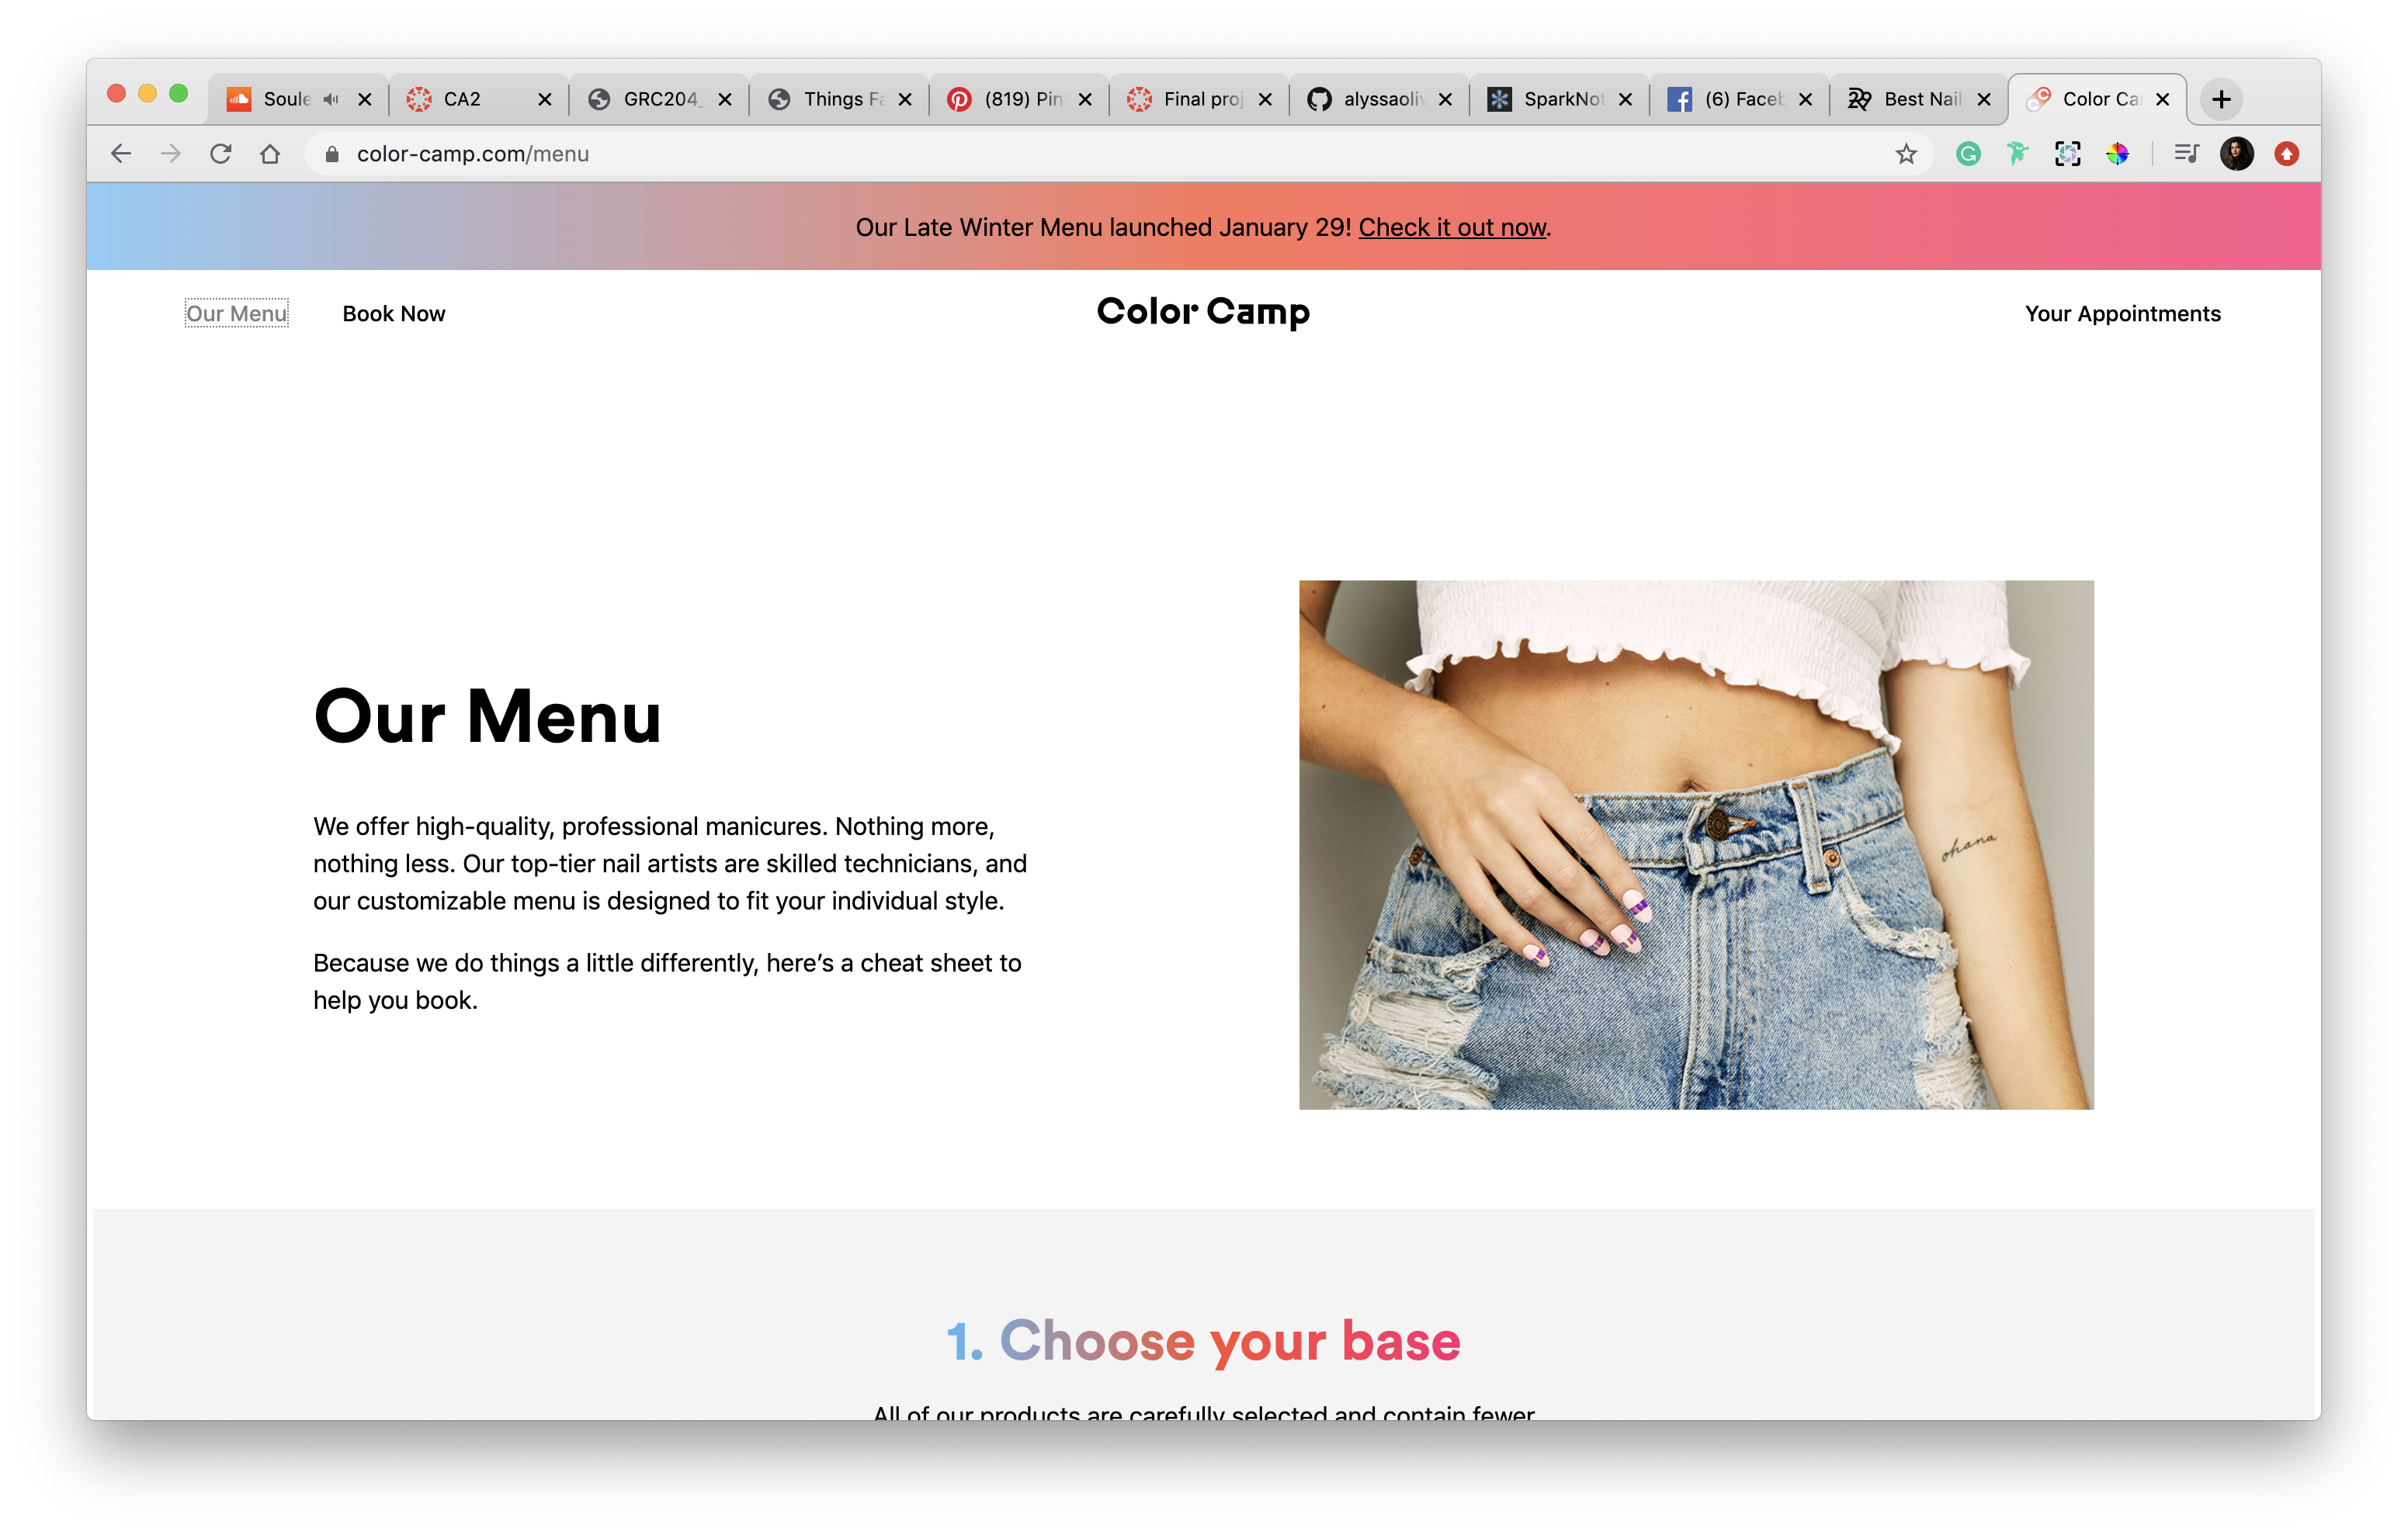 Soule
CA2
GRC204_
Things Fa
(819) Pin
Final proj
alyssaoliv
SparkNot
(6) Faceb
Best Nail
Color Ca
color-camp.com/menu
Our Late Winter Menu launched January 29! Check it out now.
Our Menu
Book Now
Color Camp
Your Appointments
Our Menu
We offer high-quality, professional manicures. Nothing more,
nothing less. Our top-tier nail artists are skilled technicians, and
our customizable menu is designed to fit your individual style.
Because we do things a little differently, here’s a cheat sheet to
help you book.
ohana
1. Choose your base
All of our products are carefully selected and contain fewer